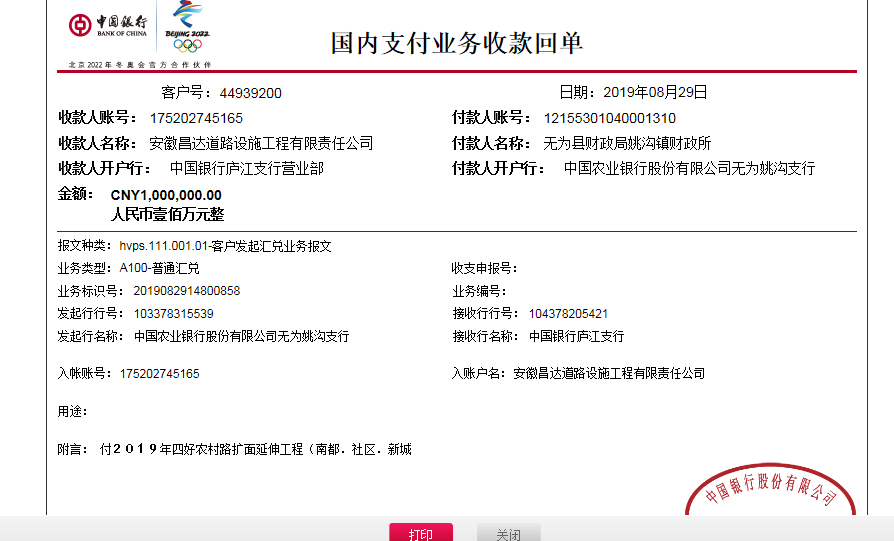 中国银行
BANK OF CHINA
BEIJING 2022
北京2022年冬奥会官方合作伙伴
国内支付业务收款回单
客户号：44939200 日期：2019年08月29日
收款人账号：175202745165 付款人账号：12155301040001310
收款人名称：安徽昌达道路设施工程有限责任公司 付款人名称：无为县财政局姚沟镇财政所
收款人开户行：中国银行庐江支行营业部 付款人开户行：中国农业银行股份有限公司无为姚沟支行
金额：CNY1,000,000.00
人民币壹佰万元整
报文种类：hvps.111.001.01-客户发起汇兑业务报文
业务类型：A100-普通汇兑 收支申报号：
业务标识号：2019082914800858 业务编号：
发起行行号：103378315539 接收行行号：104378205421
发起行名称：中国农业银行股份有限公司无为姚沟支行 接收行名称：中国银行庐江支行
入帐账号：175202745165 入账户名：安徽昌达道路设施工程有限责任公司
用途：
附言：付２０１９年四好农村路扩面延伸工程（南都．社区．新城
中国银行股份有限公司
打印 关闭